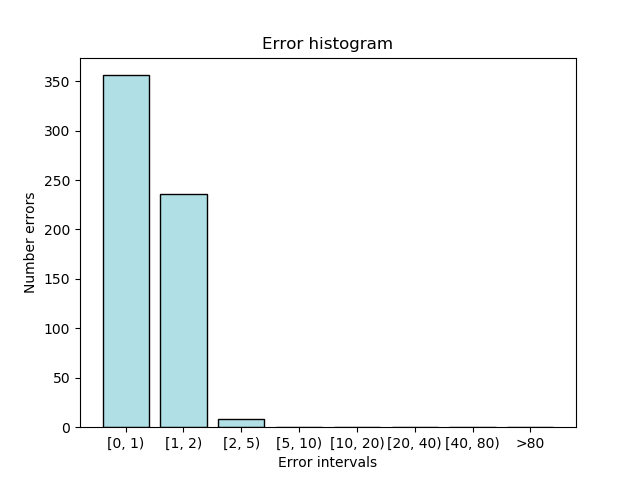 Error histogram
Number errors
350
300
250
200
150
100
50
0
[0, 1) [1, 2) [2, 5) [5, 10) [10, 20) [20, 40) [40, 80) >80
Error intervals